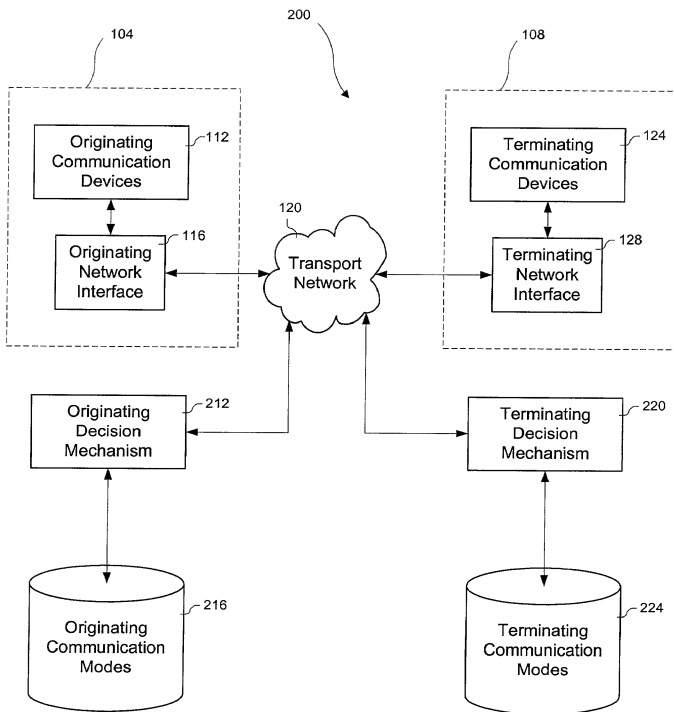 200
104
108
Originating
Communication
Devices
112
Terminating
Communication
Devices
124
Originating
Network
Interface
116
120
Transport
Network
Terminating
Network
Interface
128
Originating
Decision
Mechanism
212
Terminating
Decision
Mechanism
220
Originating
Communication
Modes
216
Terminating
Communication
Modes
224